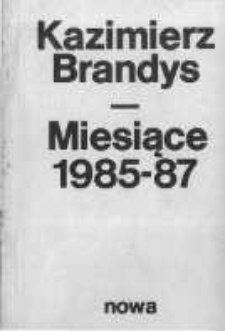 Kazimierz
Brandys
—
Miesiące
1985-87
nowa